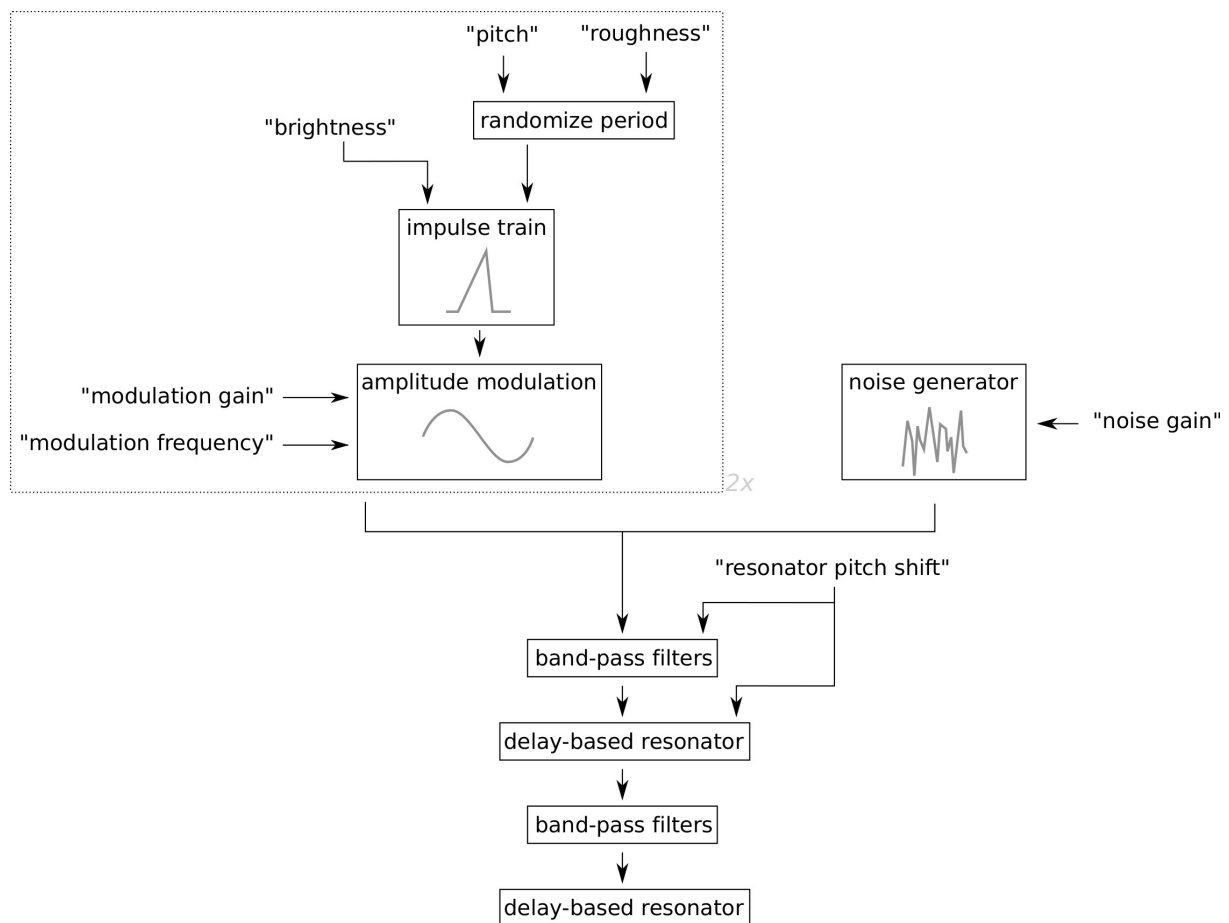 "pitch"
"roughness"
randomize period
"brightness"
impulse train
amplitude modulation
"modulation gain"
"modulation frequency"
2x
noise generator
"noise gain"
"resonator pitch shift"
band-pass filters
delay-based resonator
band-pass filters
delay-based resonator